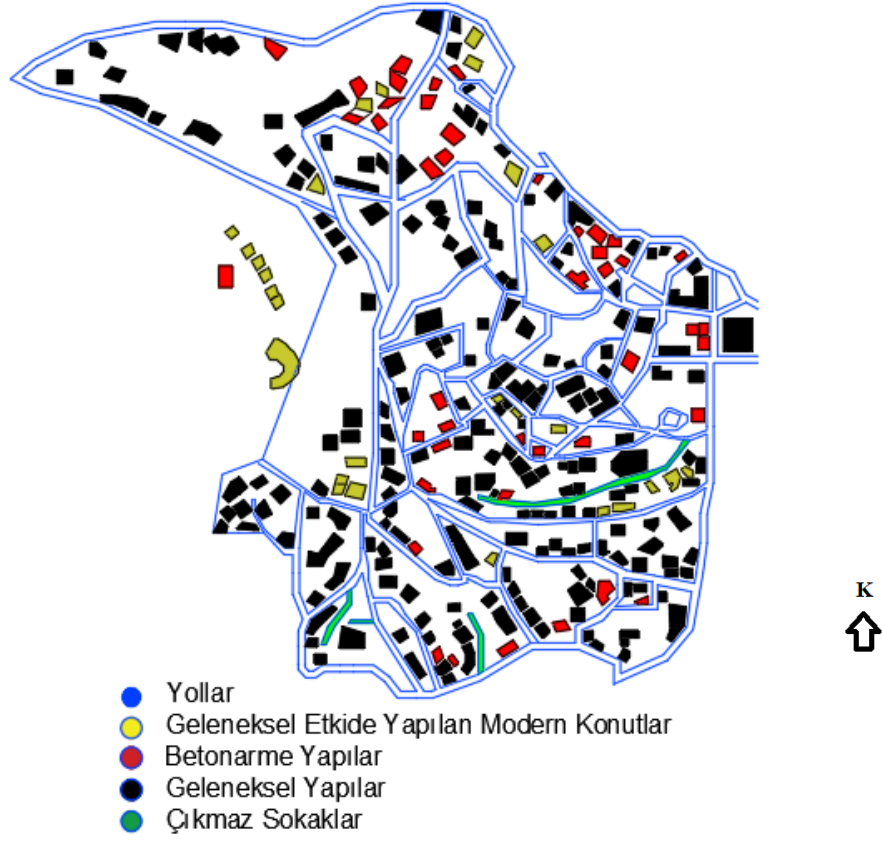 K
Yollar
Geleneksel Etkide Yapılan Modern Konutlar
Betonarme Yapılar
Geleneksel Yapılar
Çıkmaz Sokaklar